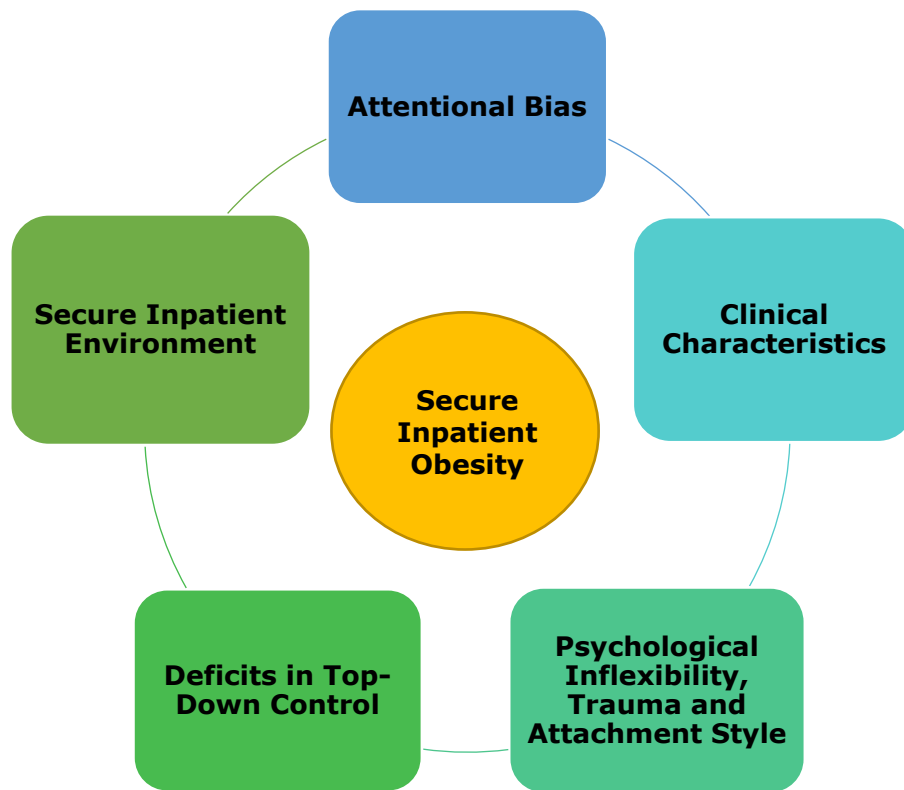 Attentional Bias
Secure Inpatient
Environment
Clinical
Characteristics
Secure
Inpatient
Obesity
Deficits in Top-
Down Control
Psychological
Inflexibility,
Trauma and
Attachment Style